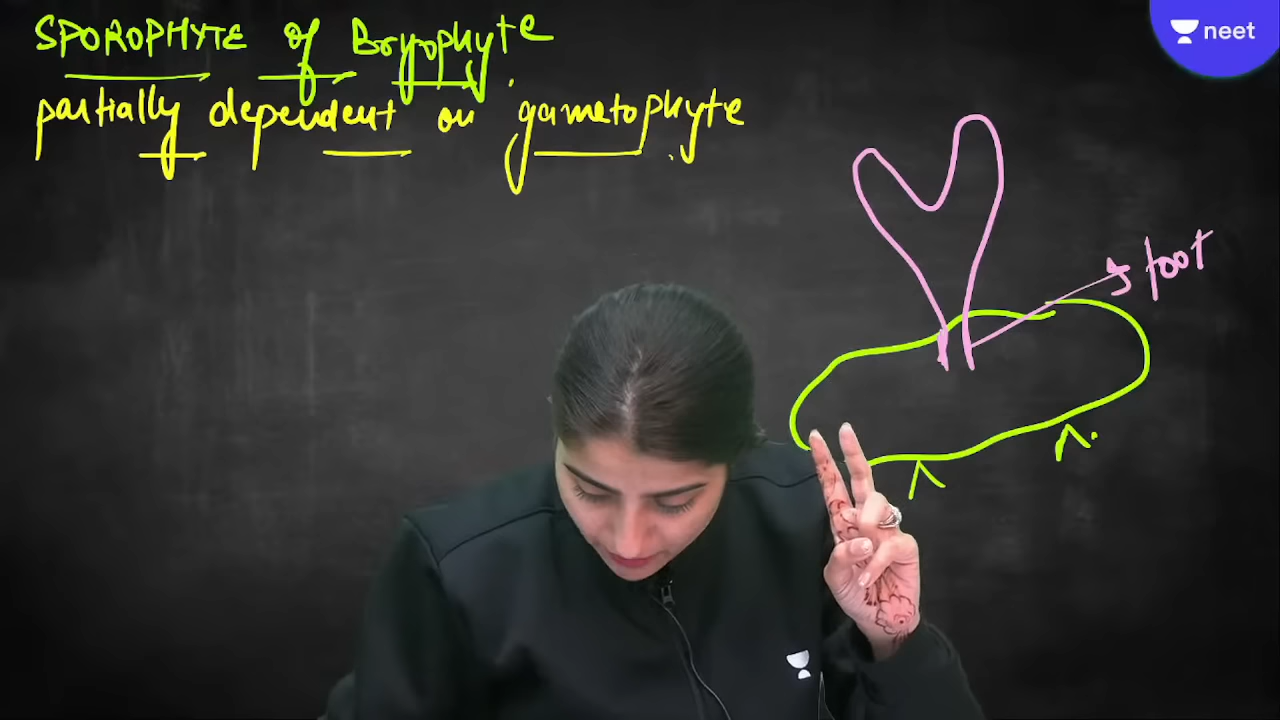 SPOROPHYTE of Bryophyte
partially dependent on gametophyte
foot
neet